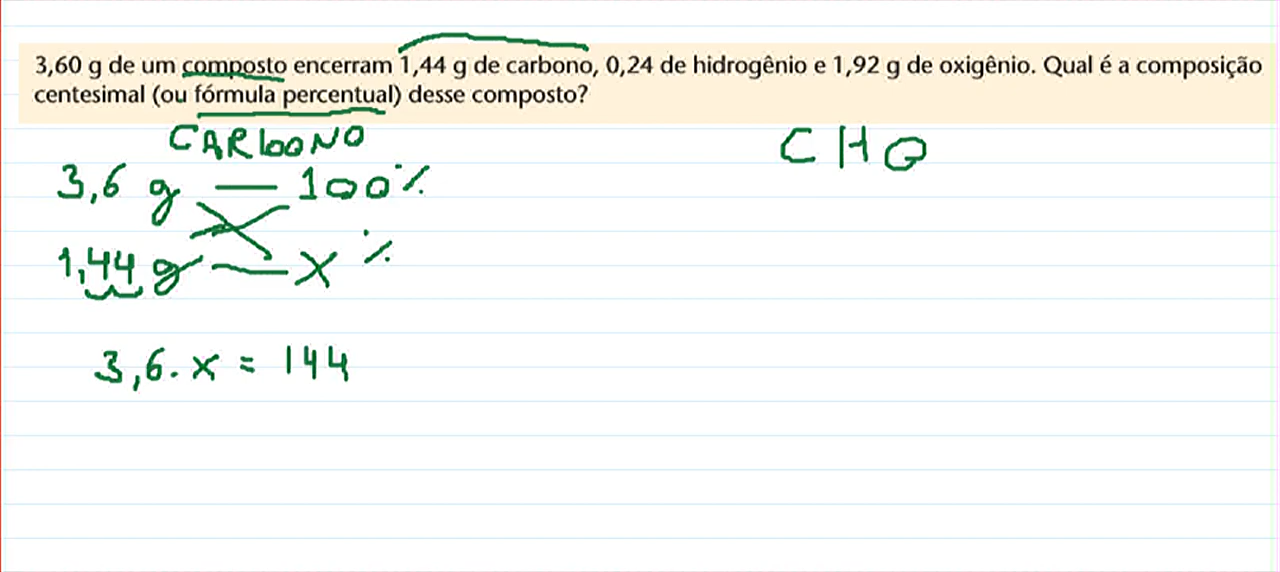 3,60 g de um composto encerram 1,44 g de carbono, 0,24 de hidrogênio e 1,92 g de oxigênio. Qual é a composição
centesimal (ou fórmula percentual) desse composto?
CARbONO
C H O
3,6 g — 100%
1,44 g — X %
3,6 . x = 144